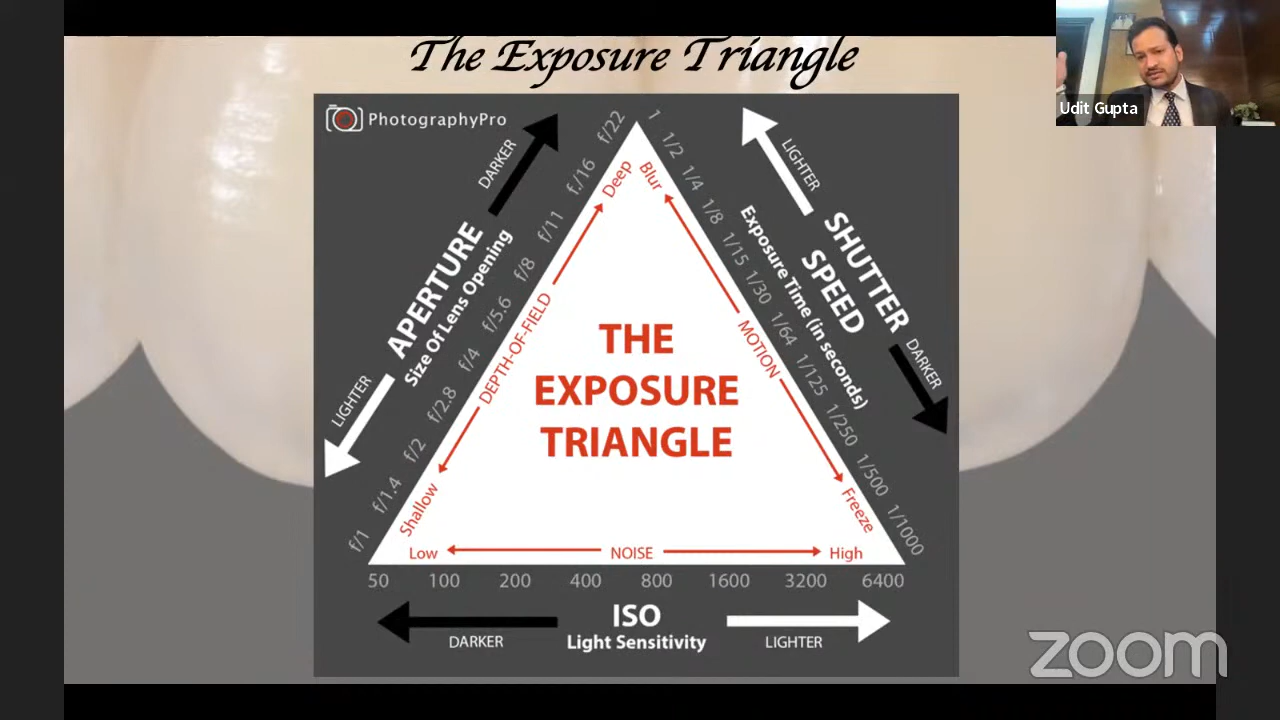 The Exposure Triangle
PhotographyPro
Udit Gupta
DARKER
APERTURE
Size Of Lens Opening
LIGHTER
f/22
f./16
f/11
f/8
f/5.6
f/4
f/2.8
f/2
f/1.4
f/1
Deep
DEPTH-OF-FIELD
Shallow
LIGHTER
SHUTTER
SPEED
Exposure Time (in seconds)
DARKER
1
1/2
1/4
1/8
1/15
1/30
1/64
1/125
1/250
1/500
1/1000
Blur
MOTION
Freeze
THE
EXPOSURE
TRIANGLE
Low NOISE High
50 100 200 400 800 1600 3200 6400
ISO
Light Sensitivity
DARKER
LIGHTER
zoom